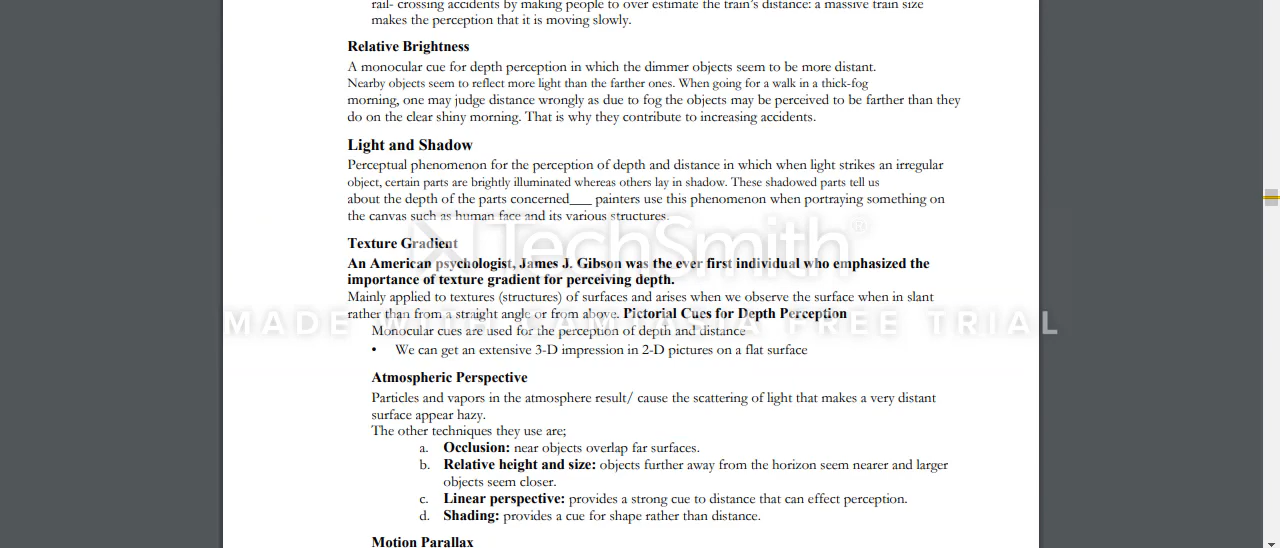 rail- crossing accidents by making people to over estimate the train's distance: a massive train size
makes the perception that it is moving slowly.
Relative Brightness
A monocular cue for depth perception in which the dimmer objects seem to be more distant.
Nearby objects seem to reflect more light than the farther ones. When going for a walk in a thick-fog
morning, one may judge distance wrongly as due to fog the objects may be perceived to be farther than they
do on the clear shiny morning. That is why they contribute to increasing accidents.
Light and Shadow
Perceptual phenomenon for the perception of depth and distance in which when light strikes an irregular
object, certain parts are brightly illuminated whereas others lay in shadow. These shadowed parts tell us
about the depth of the parts concerned___ painters use this phenomenon when portraying something on
the canvas such as human face and its various structures.
TechSmith®
Texture Gradient
An American psychologist, James J. Gibson was the ever first individual who emphasized the
importance of texture gradient for perceiving depth.
Mainly applied to textures (structures) of surfaces and arises when we observe the surface when in slant
rather than from a straight angle or from above. Pictorial Cues for Depth Perception
MADE WITH CAMTASIA FREE TRIAL
Monocular cues are used for the perception of depth and distance
• We can get an extensive 3-D impression in 2-D pictures on a flat surface
Atmospheric Perspective
Particles and vapors in the atmosphere result/ cause the scattering of light that makes a very distant
surface appear hazy.
The other techniques they use are;
a. Occlusion: near objects overlap far surfaces.
b. Relative height and size: objects further away from the horizon seem nearer and larger
objects seem closer.
c. Linear perspective: provides a strong cue to distance that can effect perception.
d. Shading: provides a cue for shape rather than distance.
Motion Parallax